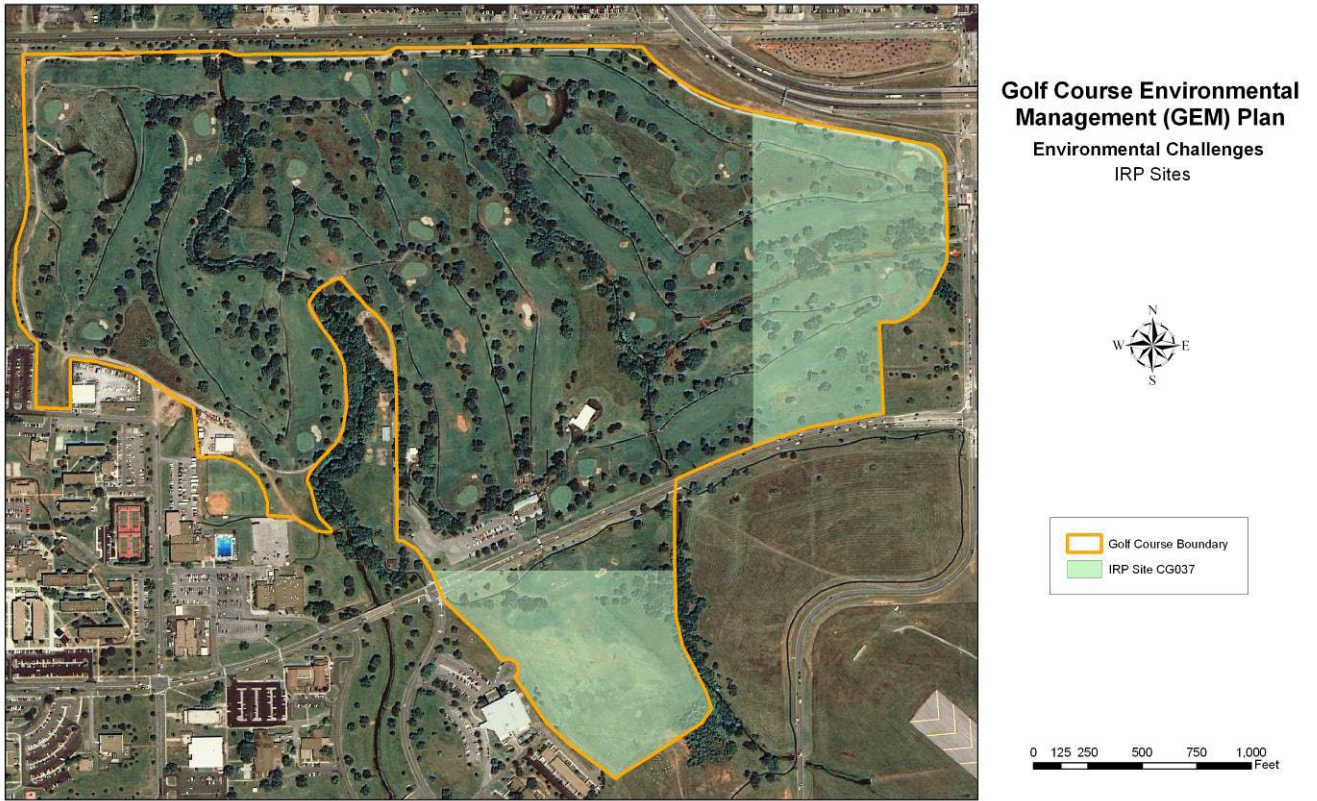 Golf Course Environmental
Management (GEM) Plan
Environmental Challenges
IRP Sites
N
W E
S
Golf Course Boundary
IRP Site CG037
0 125 250 500 750 1,000
Feet